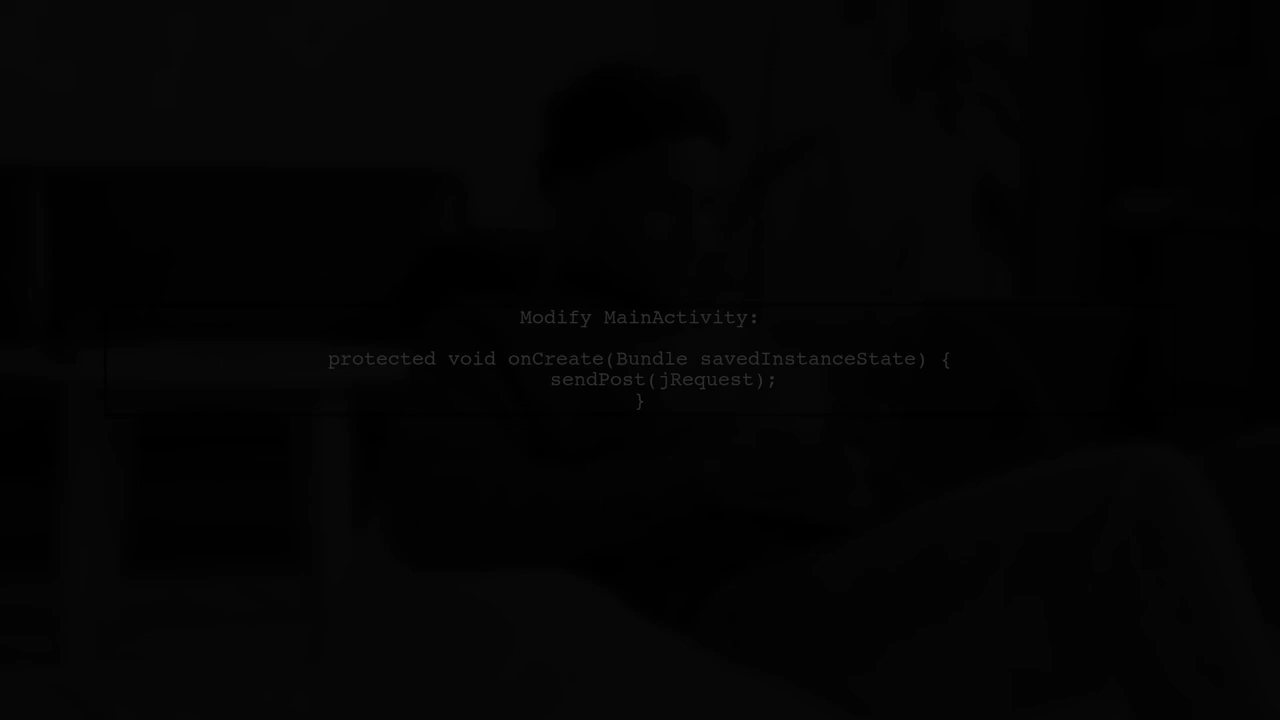 Modify MainActivity:
protected void onCreate(Bundle savedInstanceState) {
sendPost(jRequest);
}